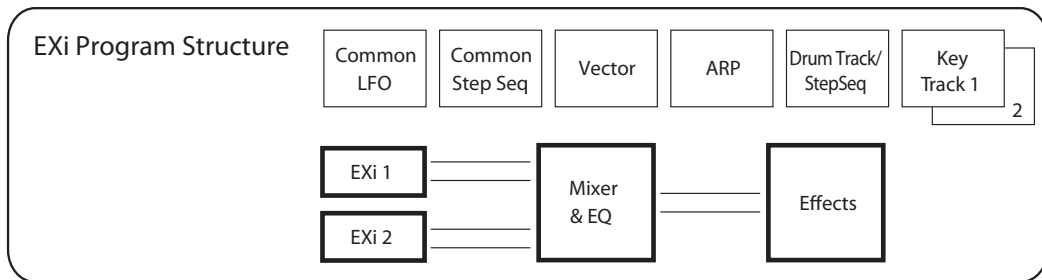 EXi Program Structure
Common
LFO
Common
Step Seq
Vector
ARP
Drum Track/
StepSeq
Key
Track 1
2
EXi 1
EXi 2
Mixer
& EQ
Effects